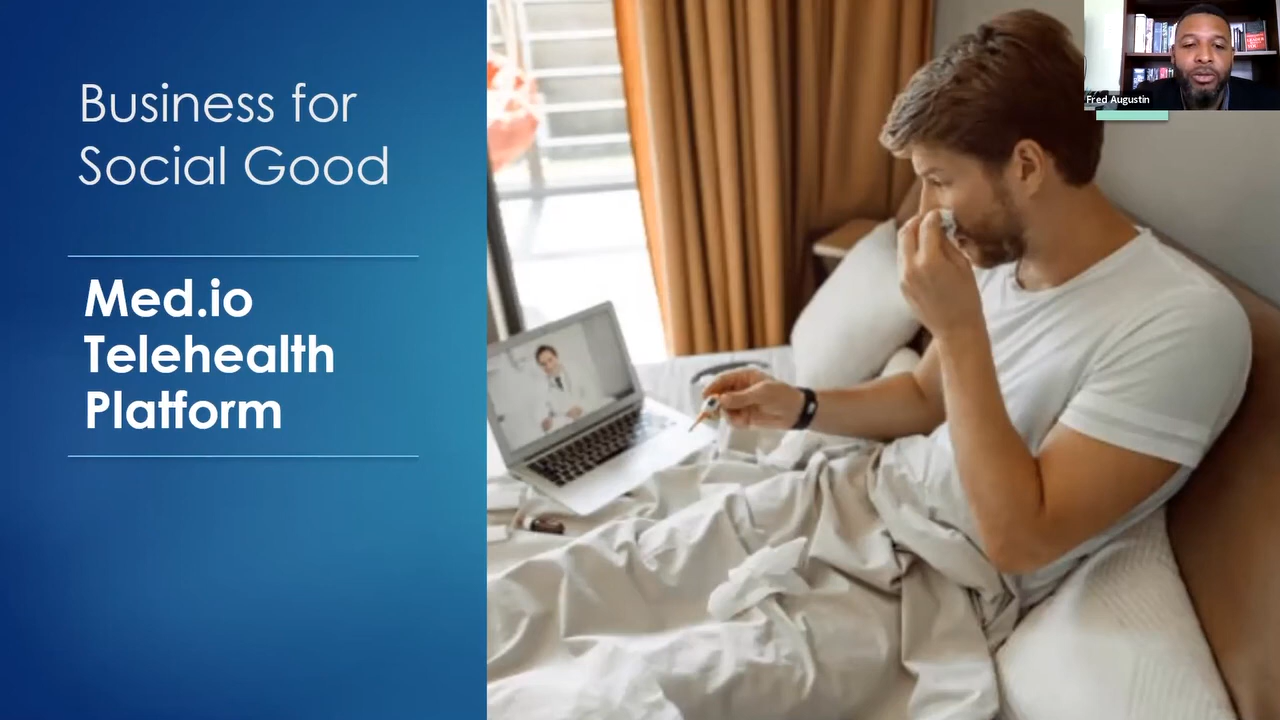 Business for
Social Good
Med.io
Telehealth
Platform
Fred Augustin